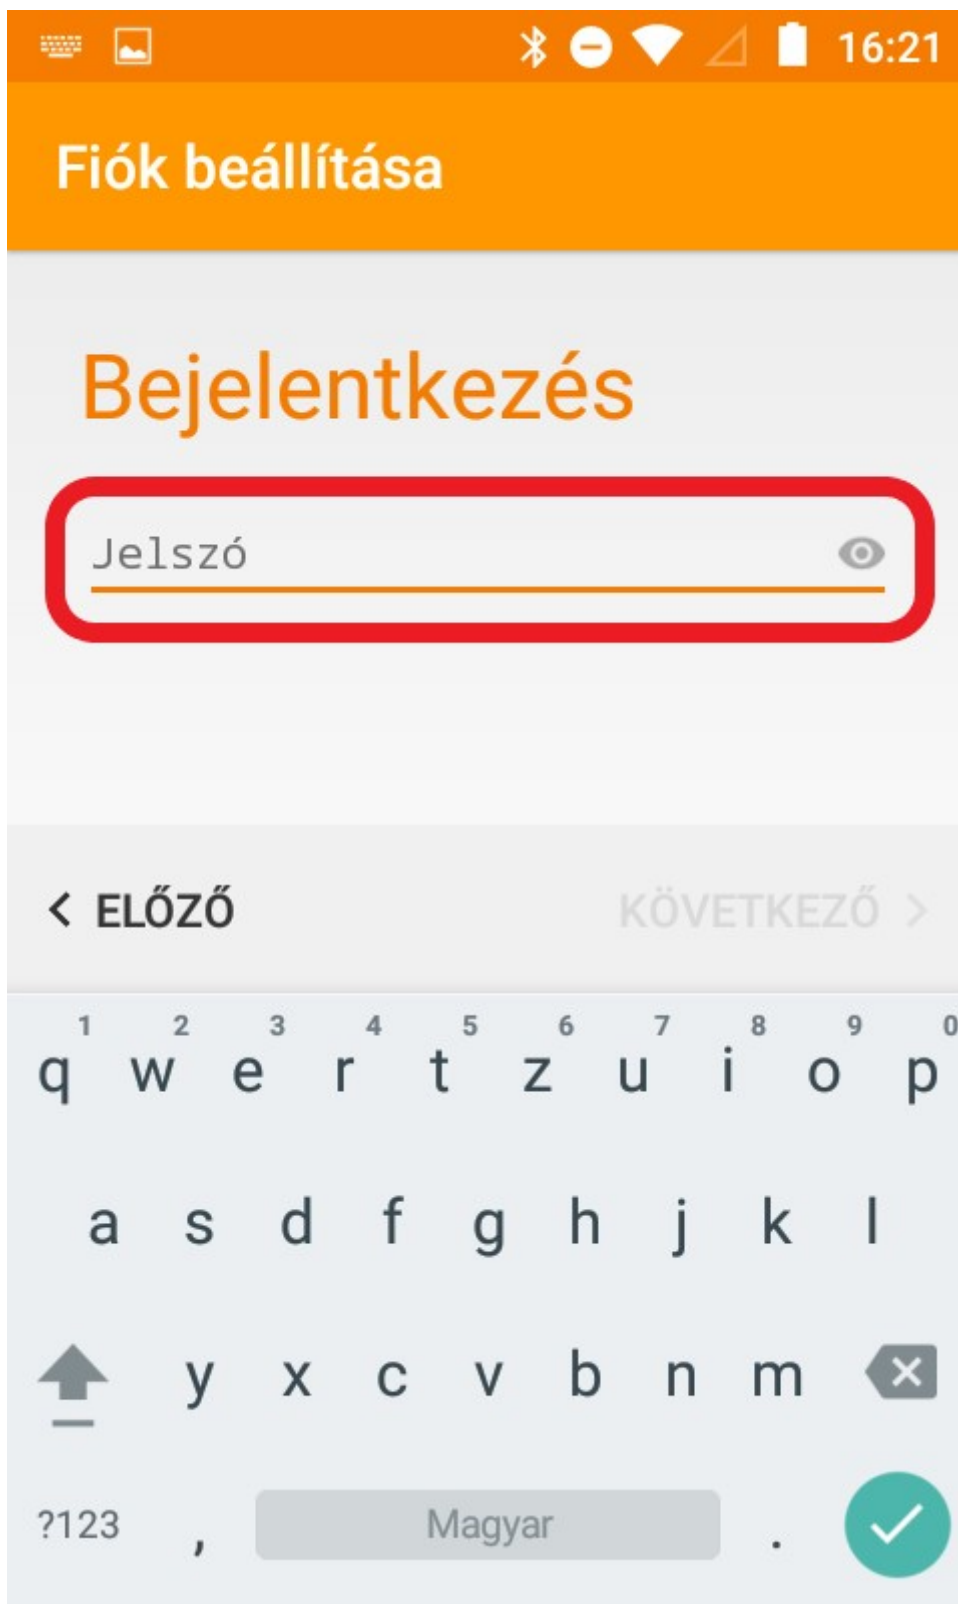 16:21
Fiók beállítása
Bejelentkezés
Jelszó
ELŐZŐ KÖVETKEZŐ
1 2 3 4 5 6 7 8 9 0
q w e r t z u i o p
a s d f g h j k l
y x c v b n m
?123 , Magyar .